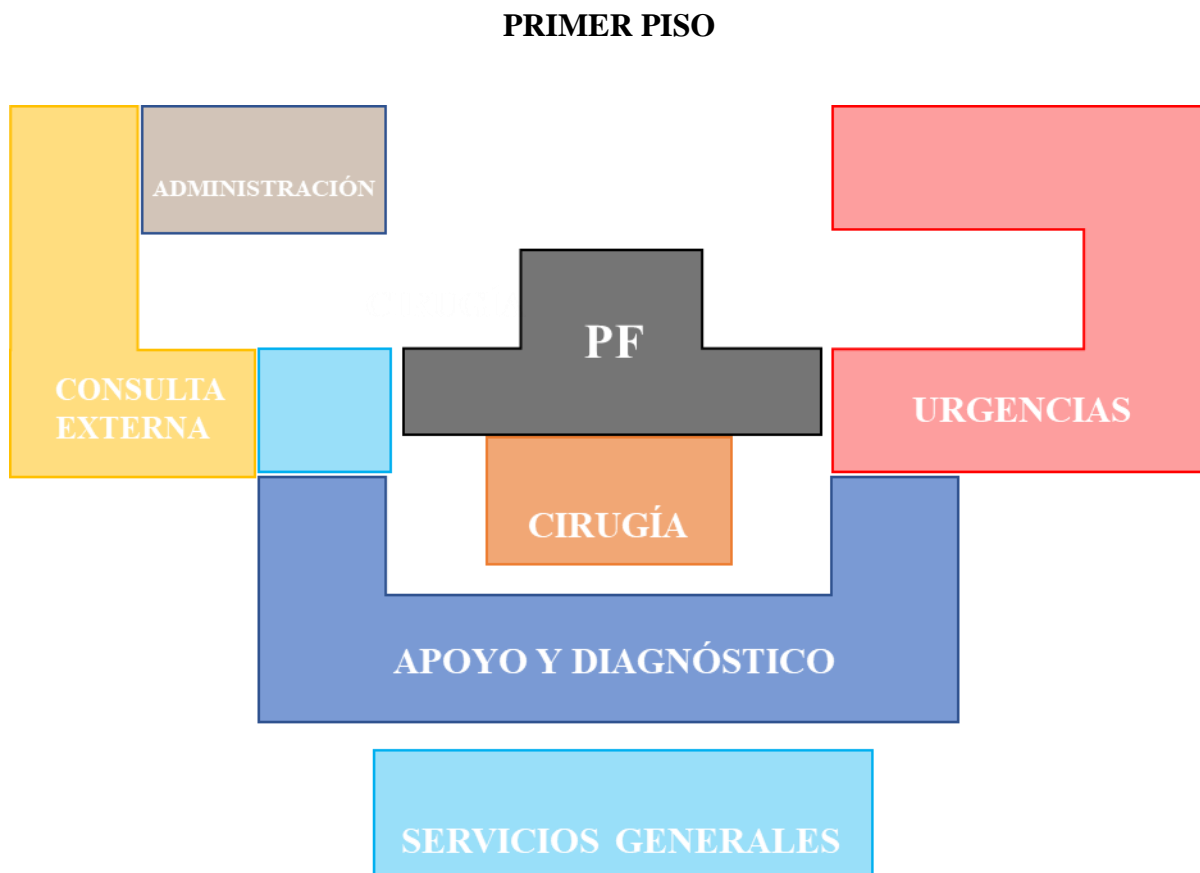 PRIMER PISO
ADMINISTRACIÓN
PF
CONSULTA
EXTERNA
URGENCIAS
CIRUGÍA
APOYO Y DIAGNÓSTICO
SERVICIOS GENERALES